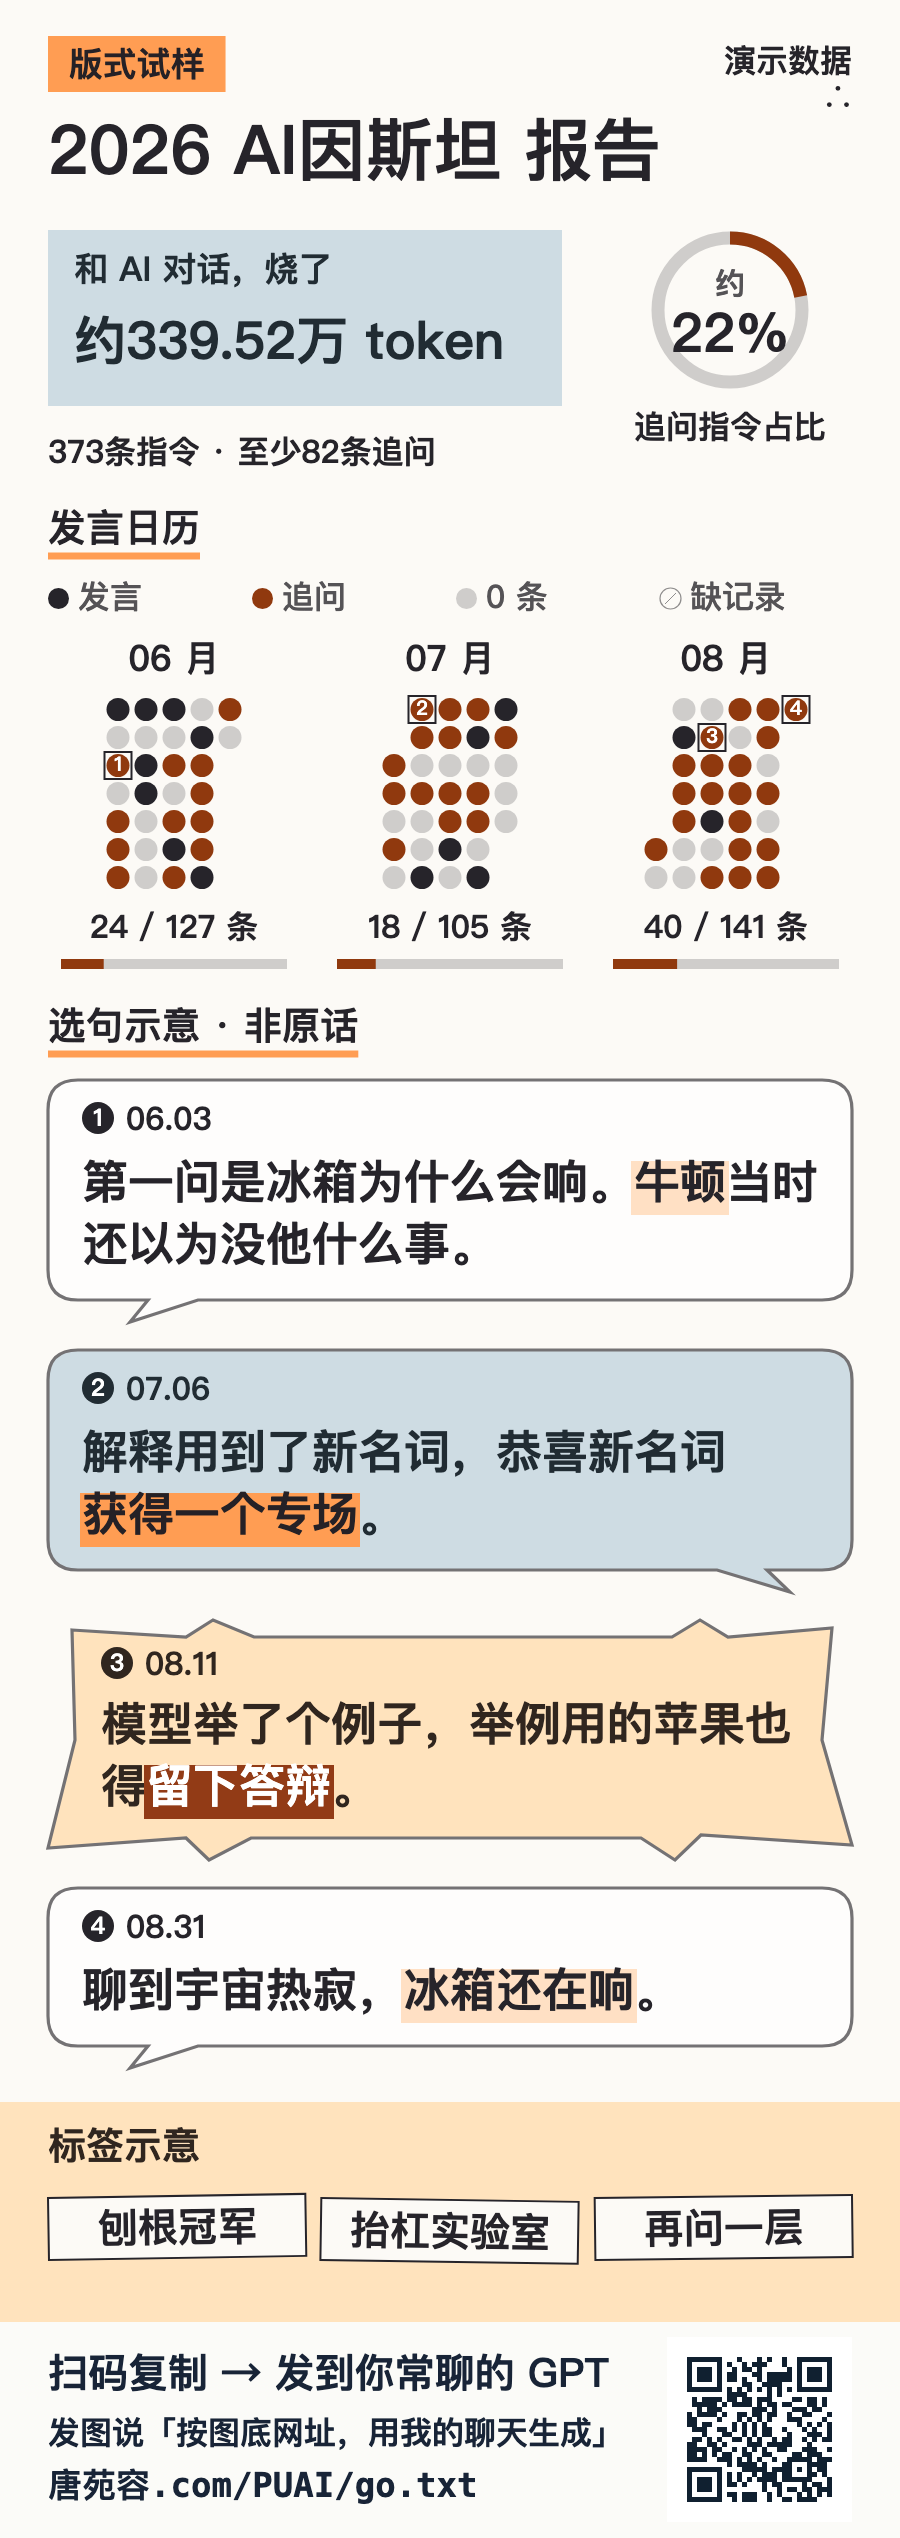 版式试样
演示数据
2026 AI因斯坦 报告
和 AI 对话，烧了
约339.52万 token
约
22%
追问指令占比
373条指令 · 至少82条追问
发言日历
发言 追问 0 条 缺记录
06 月 07 月 08 月
2 4
3
1
24 / 127 条 18 / 105 条 40 / 141 条
选句示意 · 非原话
1 06.03
第一问是冰箱为什么会响。牛顿当时
还以为没他什么事。
2 07.06
解释用到了新名词，恭喜新名词
获得一个专场。
3 08.11
模型举了个例子，举例用的苹果也
得留下答辩。
4 08.31
聊到宇宙热寂，冰箱还在响。
标签示意
刨根冠军 抬杠实验室 再问一层
扫码复制 → 发到你常聊的 GPT
发图说「按图底网址，用我的聊天生成」
唐苑容.com/PUAI/go.txt